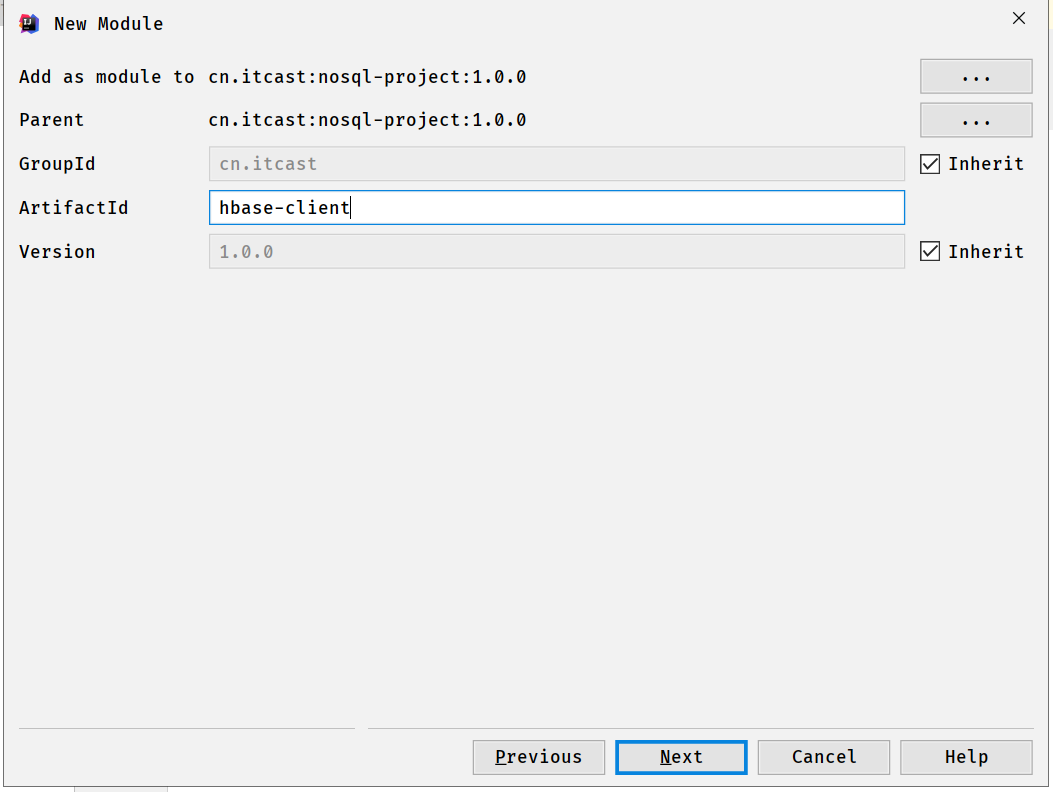 New Module
Add as module to cn.itcast:nosql-project:1.0.0 ...
Parent cn.itcast:nosql-project:1.0.0 ...
GroupId cn.itcast Inherit
ArtifactId hbase-client
Version 1.0.0 Inherit
Previous Next Cancel Help